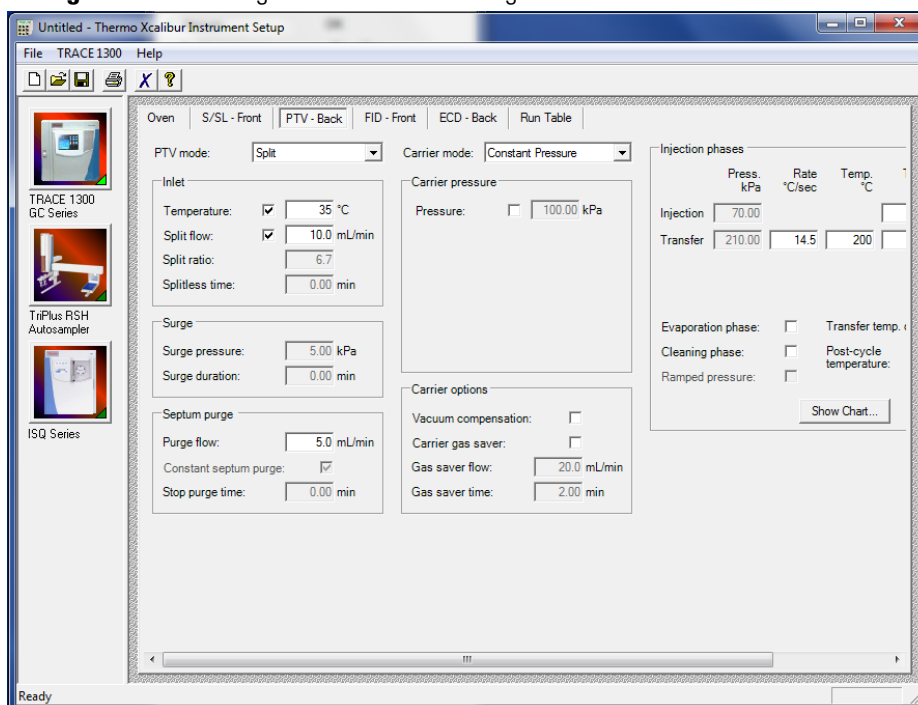 Untitled - Thermo Xcalibur Instrument Setup
File TRACE 1300 Help
TRACE 1300
GC Series
TriPlus RSH
Autosampler
ISQ Series
Oven S/SL - Front PTV - Back FID - Front ECD - Back Run Table
PTV mode: Split
Inlet
Temperature: 35 °C
Split flow: 10.0 mL/min
Split ratio: 6.7
Splitless time: 0.00 min
Surge
Surge pressure: 5.00 kPa
Surge duration: 0.00 min
Septum purge
Purge flow: 5.0 mL/min
Constant septum purge:
Stop purge time: 0.00 min
Carrier mode: Constant Pressure
Carrier pressure
Pressure: 100.00 kPa
Carrier options
Vacuum compensation:
Carrier gas saver:
Gas saver flow: 20.0 mL/min
Gas saver time: 2.00 min
Injection phases
Press. Rate Temp.
kPa °C/sec °C
Injection 70.00
Transfer 210.00 14.5 200
Evaporation phase: Transfer temp.
Cleaning phase: Post-cycle
temperature:
Ramped pressure:
Show Chart...
Ready